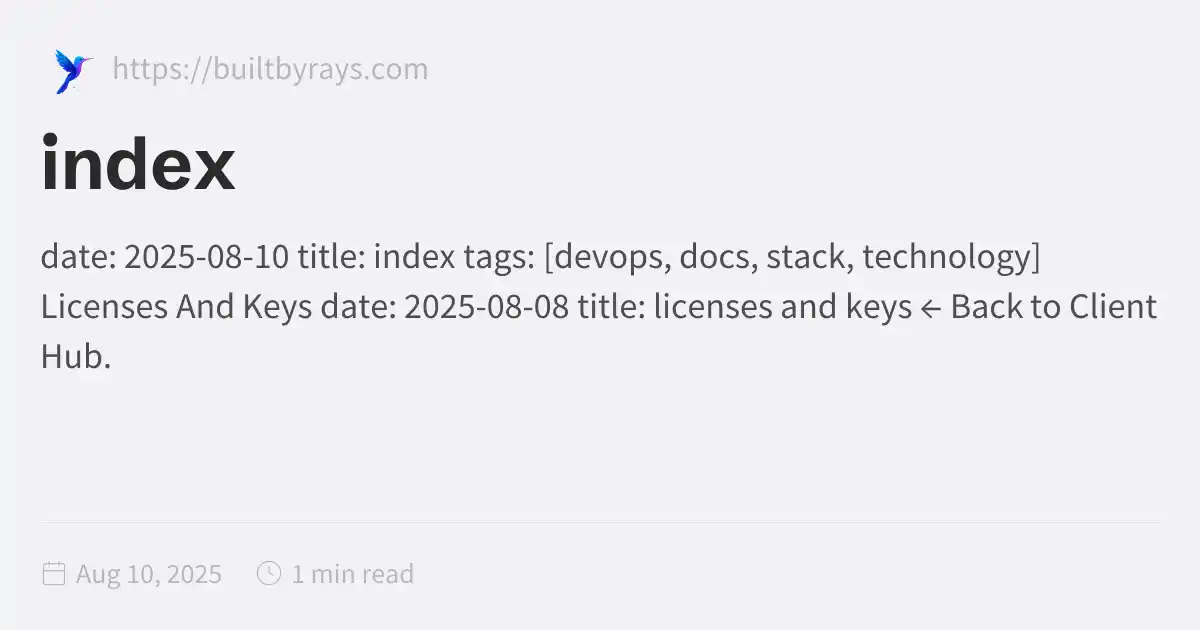 https://builtbyrays.com
index
date: 2025-08-10 title: index tags: [devops, docs, stack, technology]
Licenses And Keys date: 2025-08-08 title: licenses and keys ← Back to Client
Hub.
Aug 10, 2025 1 min read